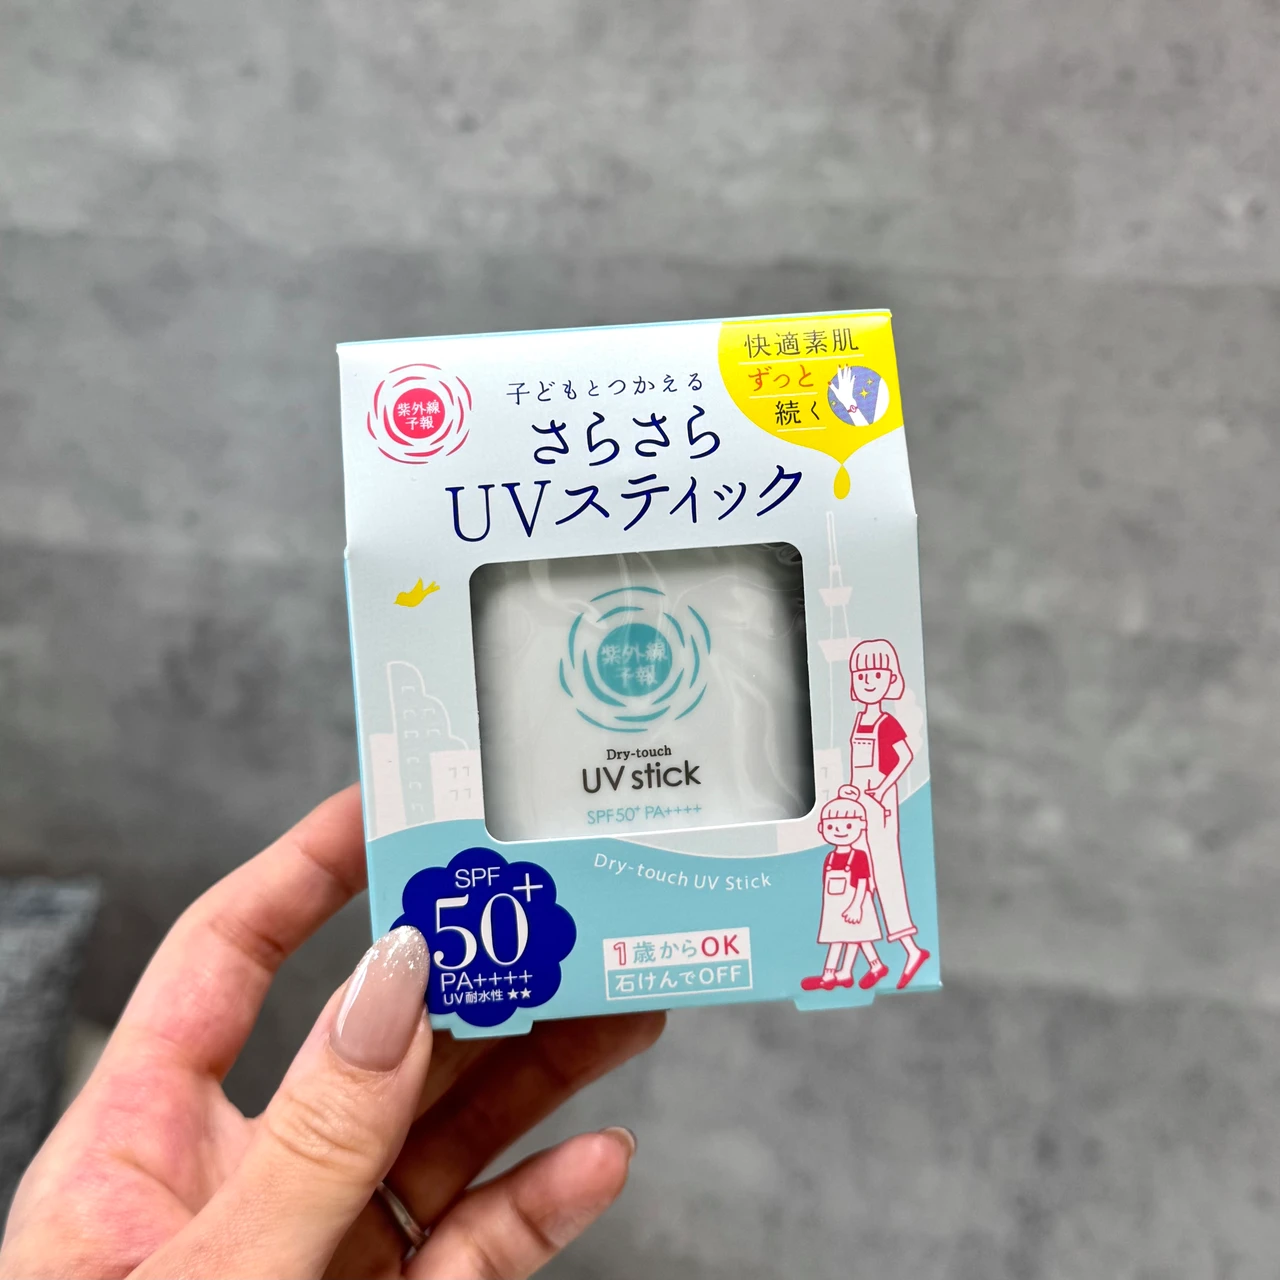 紫外線
予報
子どもとつかえる
さらさら
UVスティック
快適素肌
ずっと
続く
紫外線
予報
Dry-touch
UV stick
SPF50+ PA++++
Dry-touch UV Stick
SPF
50+
PA++++
UV耐水性★★
1歳からOK
石けんでOFF